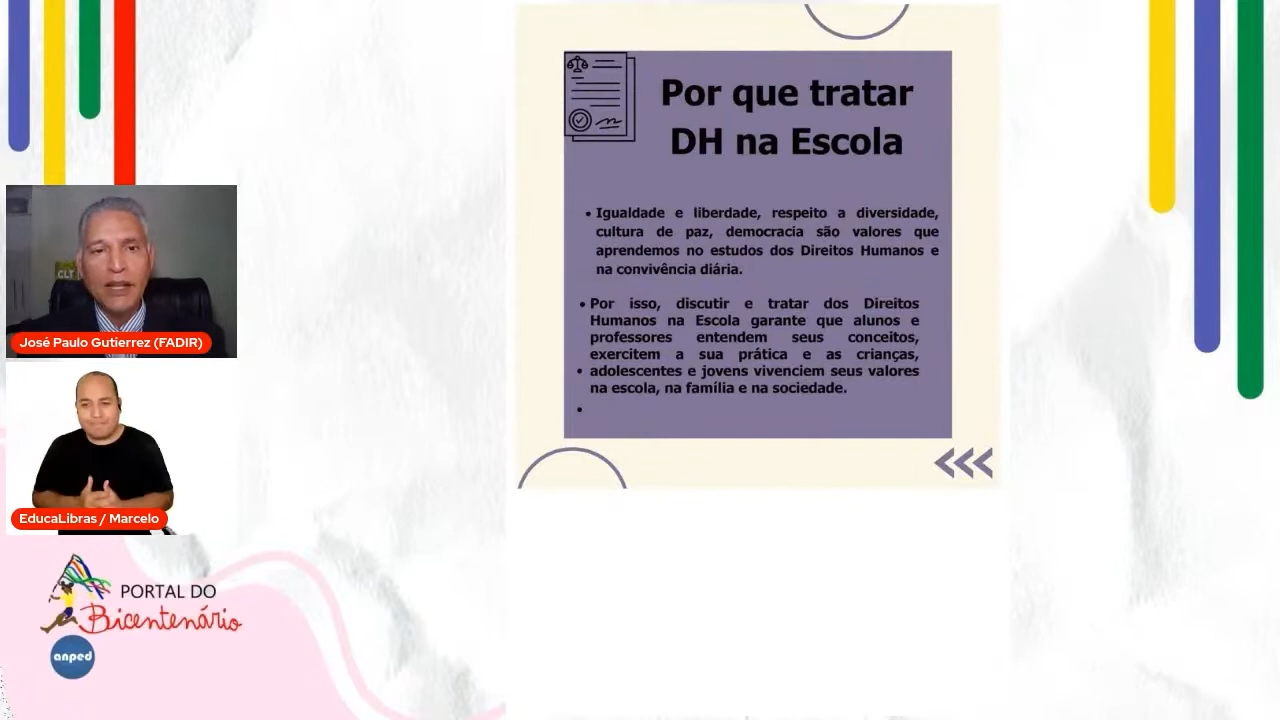 Por que tratar
DH na Escola
• Igualdade e liberdade, respeito a diversidade,
cultura de paz, democracia são valores que
aprendemos no estudos dos Direitos Humanos e
na convivência diária.
• Por isso, discutir e tratar dos Direitos
Humanos na Escola garante que alunos e
professores entendem seus conceitos,
exercitem a sua prática e as crianças,
• adolescentes e jovens vivenciem seus valores
na escola, na família e na sociedade.
•
CLT
José Paulo Gutierrez (FADIR)
EducaLibras / Marcelo
PORTAL DO
Bicentenário
anped